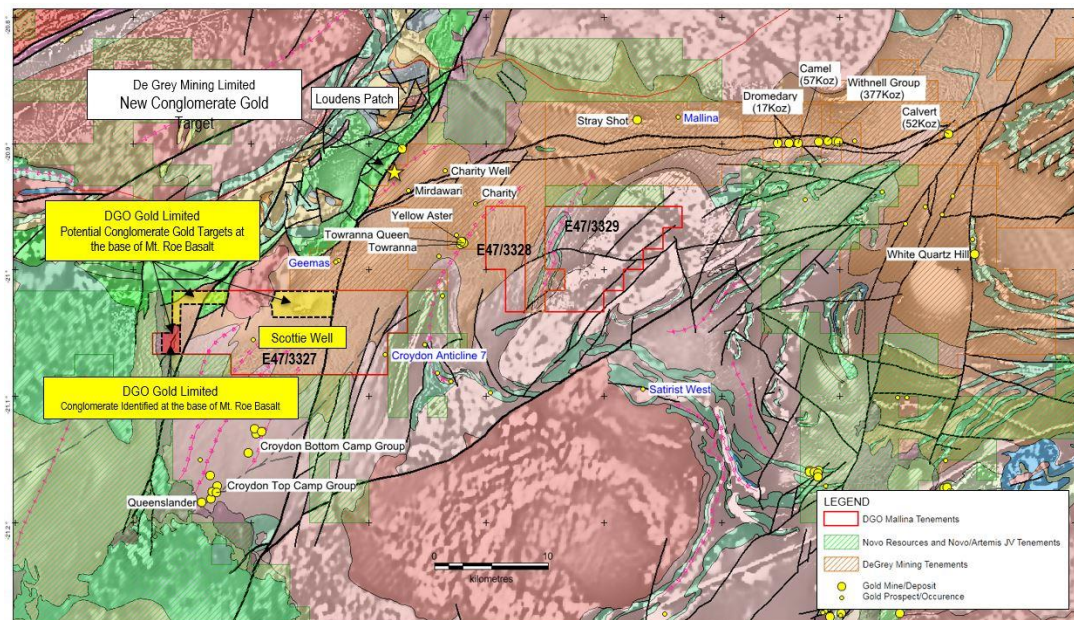 -20.8°
-20.9°
-21°
-21.1°
-21.2°
De Grey Mining Limited
New Conglomerate Gold
Target
Loudens Patch
Stray Shot
Mallina
Camel
(57Koz)
Dromedary
(17Koz)
Withnell Group
(377Koz)
Calvert
(52Koz)
Charity Well
Mirdawari
Charity
Yellow Aster
Towranna Queen
Towranna
E47/3328
E47/3329
DGO Gold Limited
Potential Conglomerate Gold Targets at
the base of Mt. Roe Basalt
Geemas
White Quartz Hill
Scottie Well
E47/3327
Croydon Anticline 7
DGO Gold Limited
Conglomerate Identified at the base of Mt. Roe Basalt
Satirist West
Croydon Bottom Camp Group
Croydon Top Camp Group
Queenslander
0
10
kilometres
LEGEND
DGO Mallina Tenements
Novo Resources and Novo/Artemis JV Tenements
DeGrey Mining Tenements
Gold Mine/Deposit
Gold Prospect/Occurence